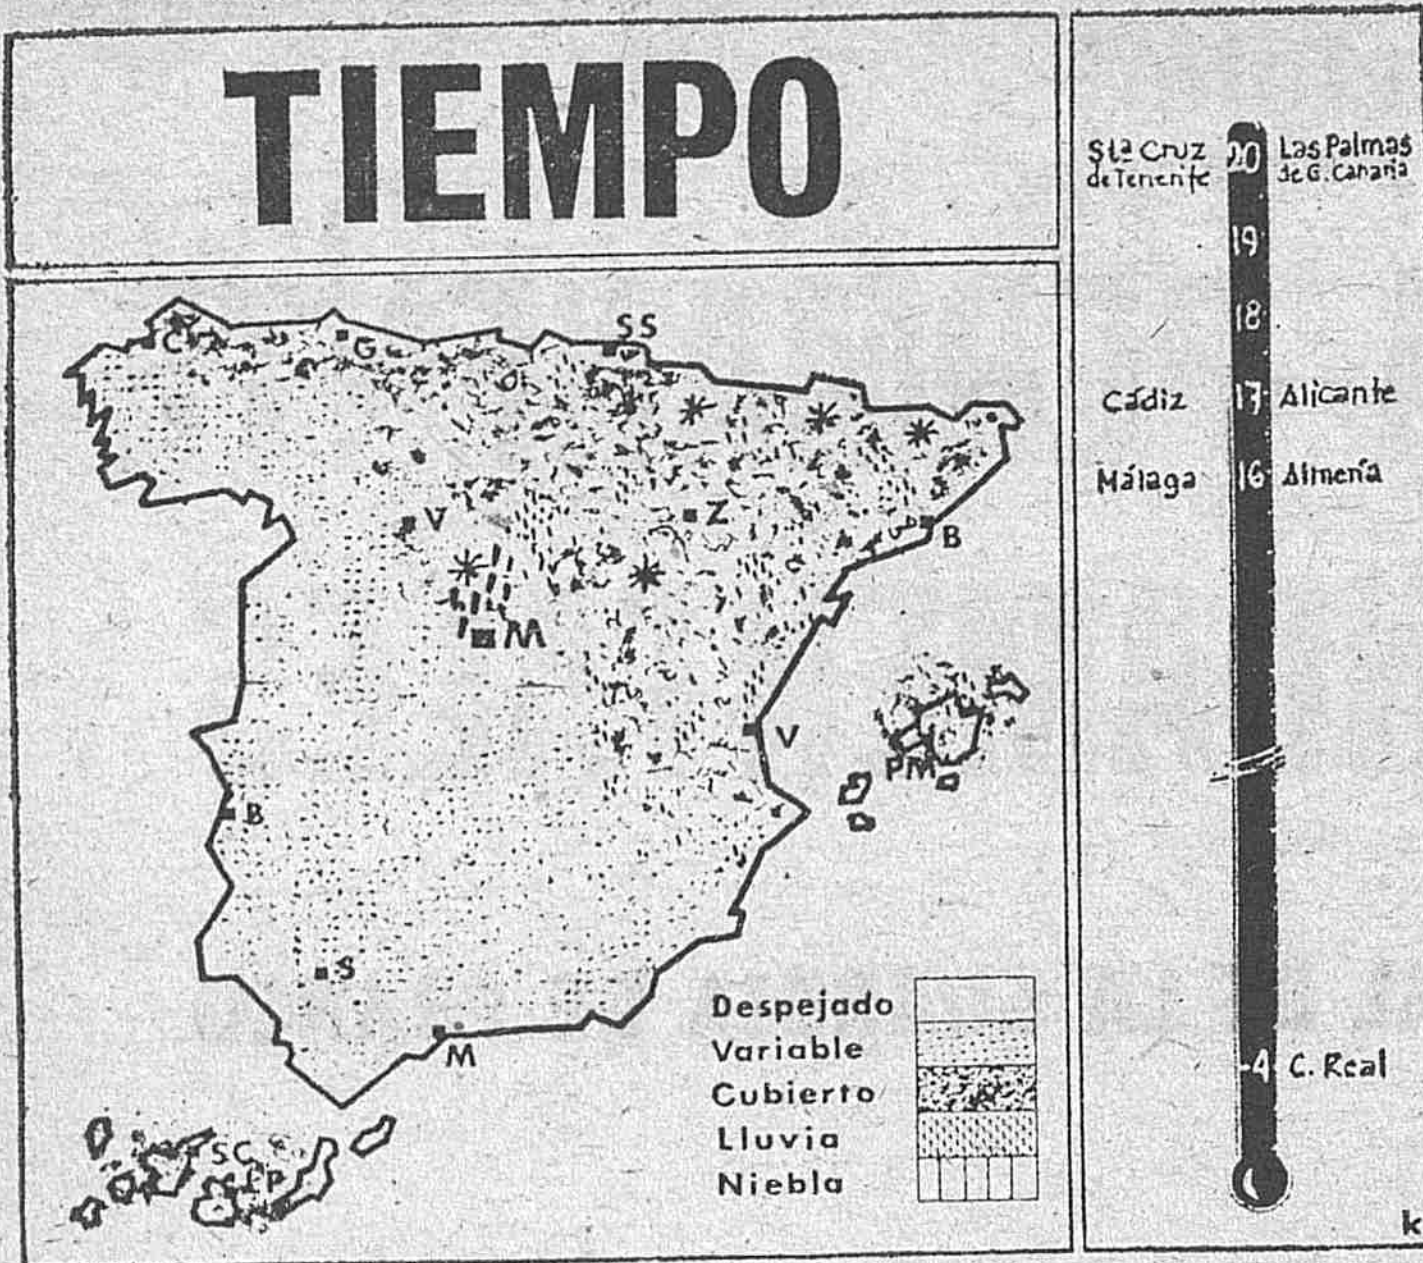 TIEMPO
C
G
SS
V
Z
B
M
V
PM
B
S
M
SC
LP
Despejado
Variable
Cubierto
Lluvia
Niebla
Sta Cruz de Tenerife 20 Las Palmas de G. Canaria
19
18
Cádiz 17 Alicante
Málaga 16 Almería
-4 C. Real
k